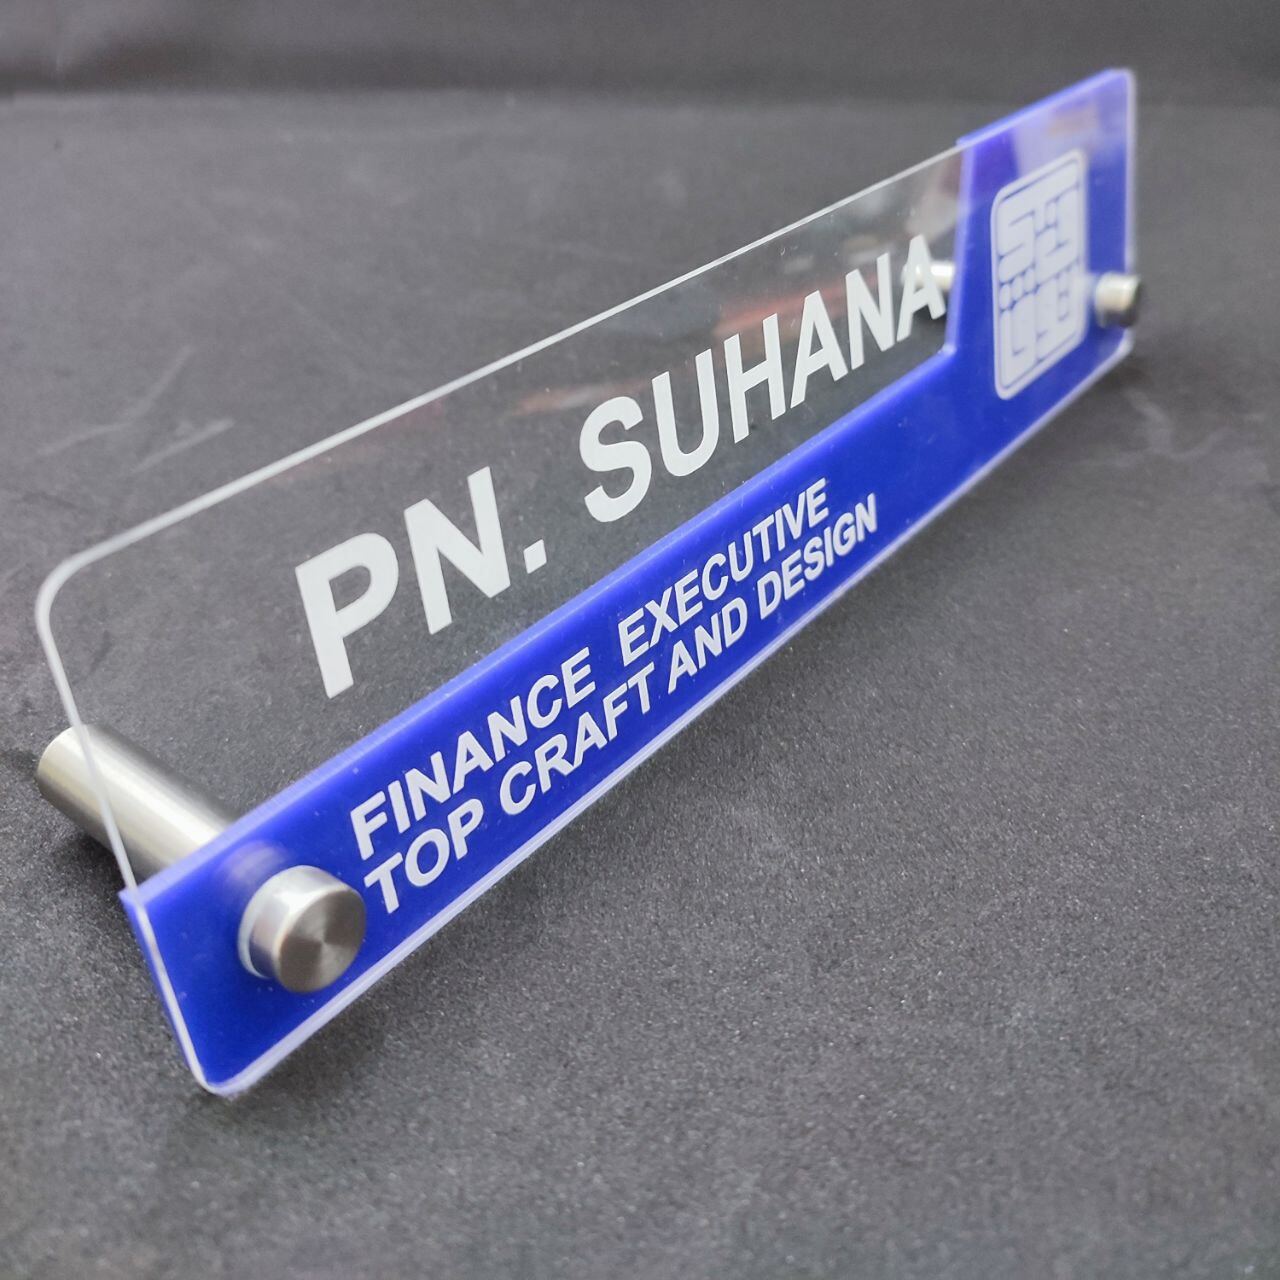 PN. SUHANA
FINANCE EXECUTIVE
TOP CRAFT AND DESIGN